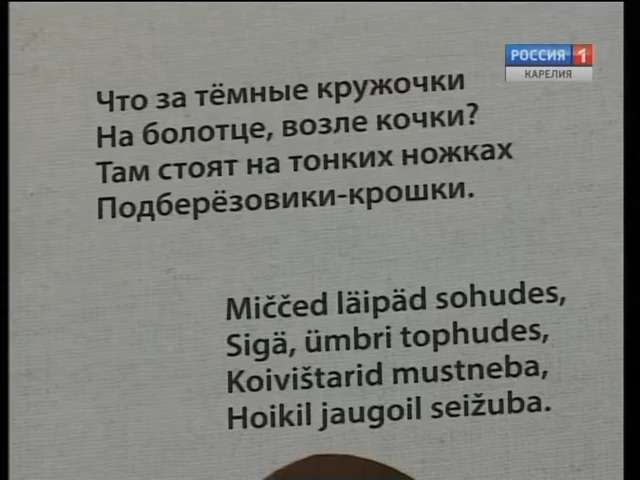 РОССИЯ 1
КАРЕЛИЯ
Что за тёмные кружочки
На болотце, возле кочки?
Там стоят на тонких ножках
Подберёзовики-крошки.
Miččed läipäd sohudes,
Sigä, ümbri tophudes,
Koivištarid mustneba,
Hoikil jaugoil seižuba.